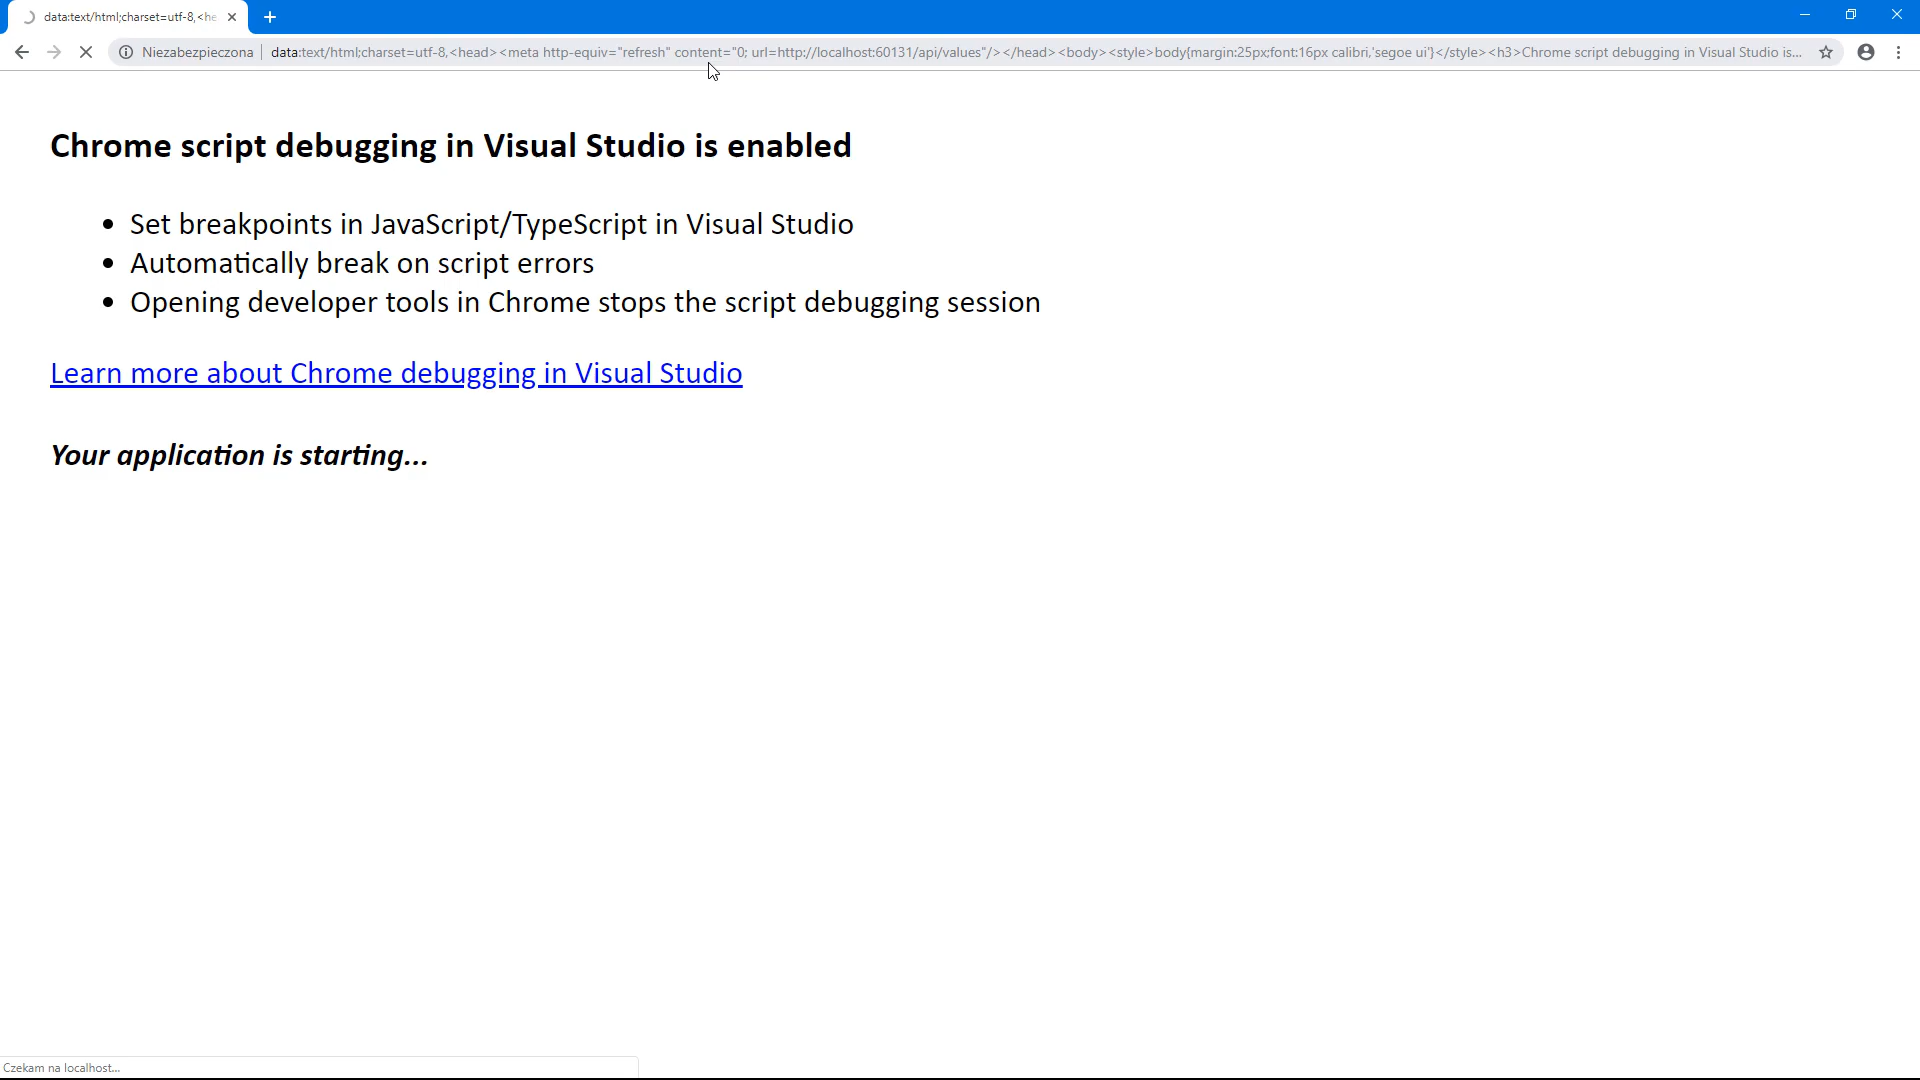 data:text/html;charset=utf-8,<he
Niezabezpieczona data:text/html;charset=utf-8,<head><meta http-equiv="refresh" content="0; url=http://localhost:60131/api/values"/></head><body><style>body{margin:25px;font:16px calibri,'segoe ui'}</style><h3>Chrome script debugging in Visual Studio is...
Chrome script debugging in Visual Studio is enabled
• Set breakpoints in JavaScript/TypeScript in Visual Studio
• Automatically break on script errors
• Opening developer tools in Chrome stops the script debugging session
Learn more about Chrome debugging in Visual Studio
Your application is starting...
Czekam na localhost...